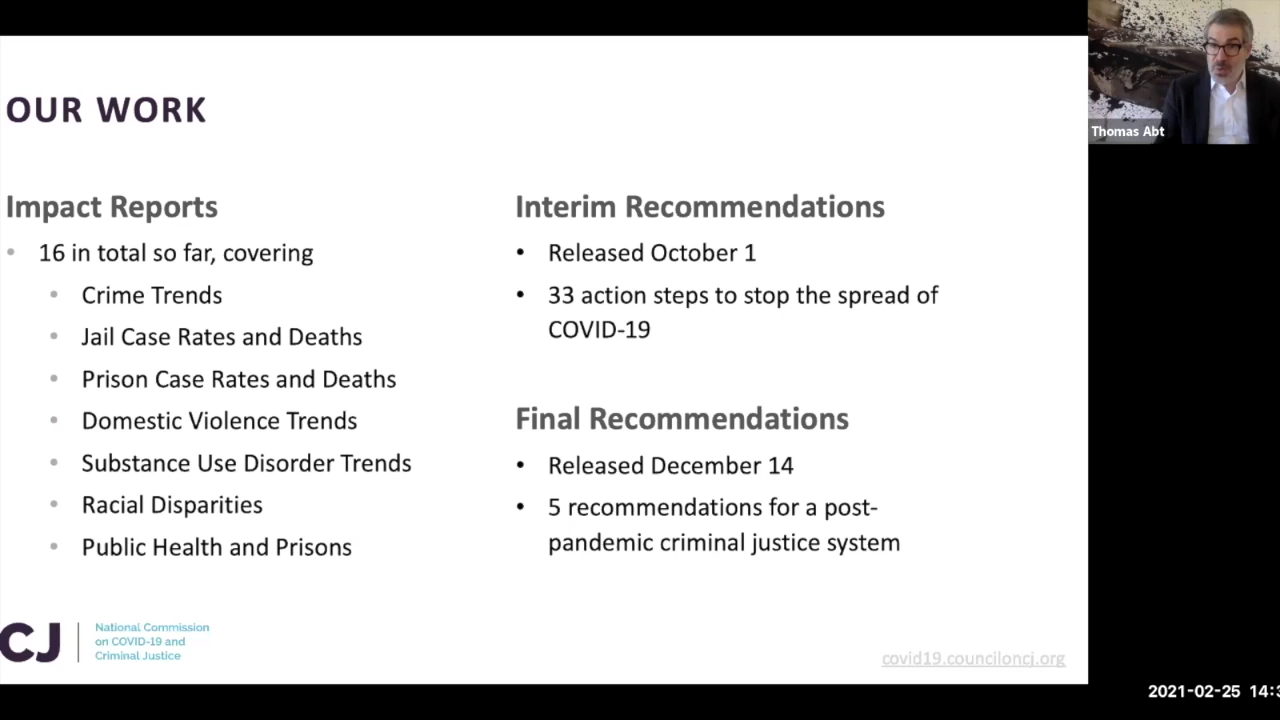 OUR WORK
Impact Reports
• 16 in total so far, covering
• Crime Trends
• Jail Case Rates and Deaths
• Prison Case Rates and Deaths
• Domestic Violence Trends
• Substance Use Disorder Trends
• Racial Disparities
• Public Health and Prisons
Interim Recommendations
• Released October 1
• 33 action steps to stop the spread of
COVID-19
Final Recommendations
• Released December 14
• 5 recommendations for a post-
pandemic criminal justice system
CJ
National Commission
on COVID-19 and
Criminal Justice
covid19.counciloncj.org
Thomas Abt
2021-02-25 14:3